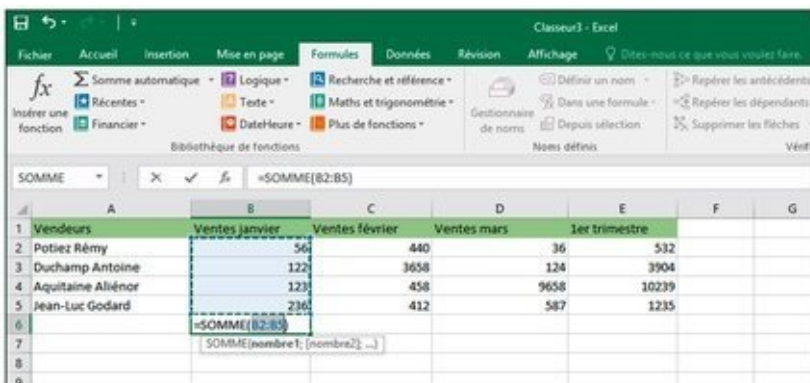 Classeur3 - Excel
Fichier Accueil Insertion Mise en page Formules Données Révision Affichage Dites-nous ce que vous voulez faire.
fx Σ Somme automatique Logique Recherche et référence Définir un nom Repérer les antécédents
Insérer une fonction Récentes Texte Maths et trigonométrie Gestionnaire de noms Dans une formule Repérer les dépendants
Financier DateHeure Plus de fonctions Depuis sélection Supprimer les flèches
Bibliothèque de fonctions Noms définis Vérif
SOMME fx =SOMME(B2:B5)
A B C D E F G
1 Vendeurs Ventes janvier Ventes février Ventes mars 1er trimestre
2 Potiez Rémy 56 440 36 532
3 Duchamp Antoine 122 3658 124 3904
4 Aquitaine Aliénor 123 458 9658 10239
5 Jean-Luc Godard 236 412 587 1235
6 =SOMME(B2:B5)
7 SOMME(nombre1; [nombre2]; ...)
8
9